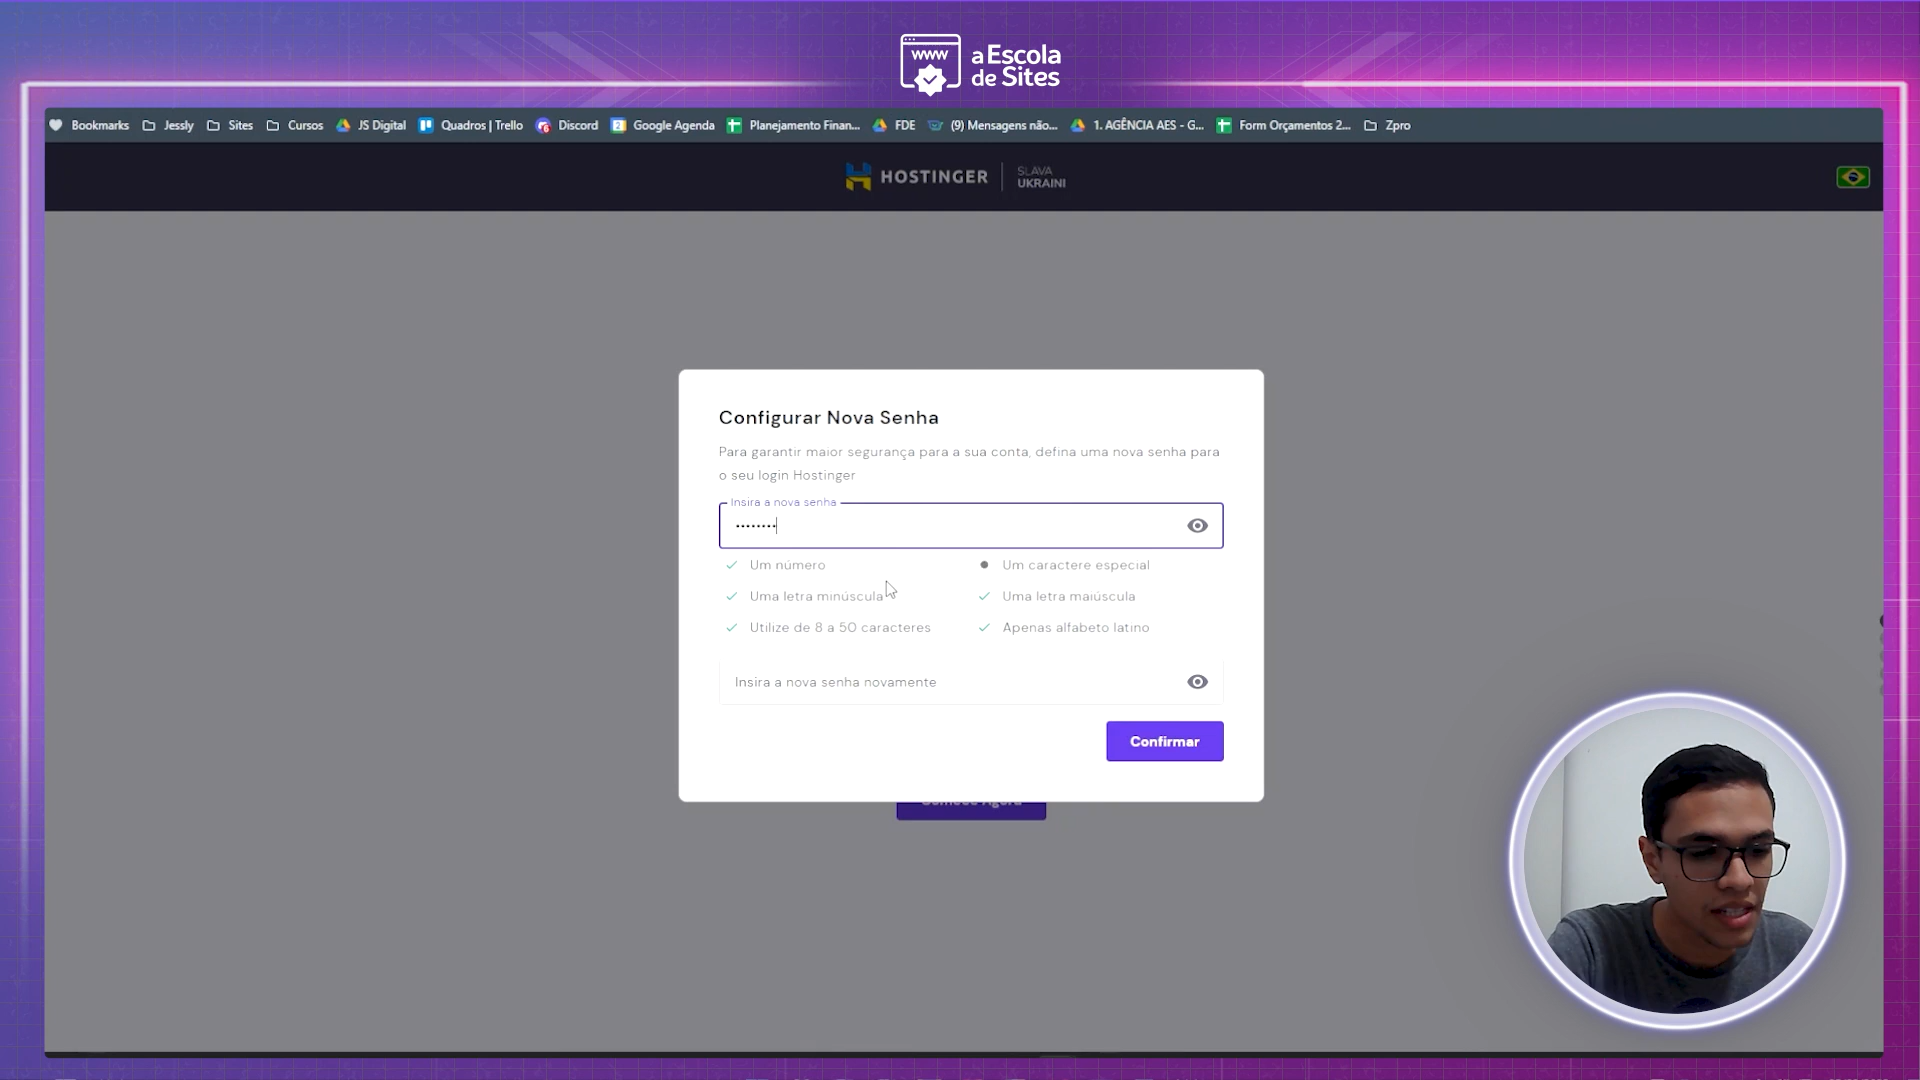 www
a Escola
de Sites
Bookmarks Jessly Sites Cursos JS Digital Quadros | Trello Discord Google Agenda Planejamento Finan... FDE (9) Mensagens não... 1. AGÊNCIA AES - G... Form Orçamentos 2... Zpro
HOSTINGER SLAVA UKRAINI
Configurar Nova Senha
Para garantir maior segurança para a sua conta, defina uma nova senha para
o seu login Hostinger
Insira a nova senha
••••••••
Um número Um caractere especial
Uma letra minúscula Uma letra maiúscula
Utilize de 8 a 50 caracteres Apenas alfabeto latino
Insira a nova senha novamente
Confirmar